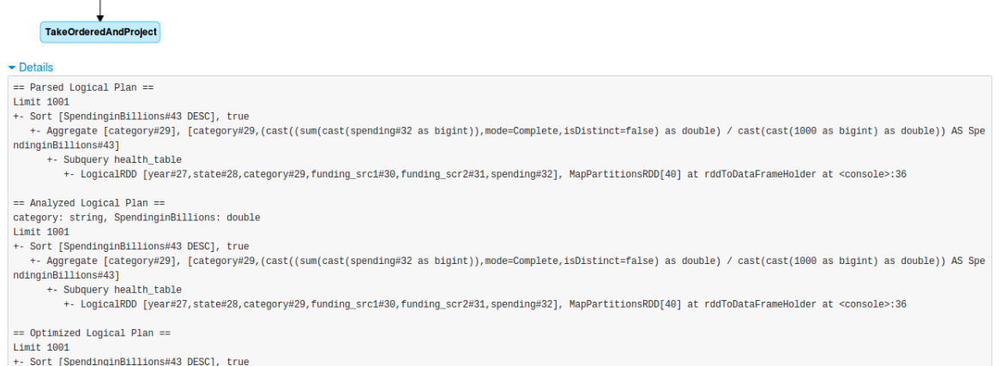 TakeOrderedAndProject
Details
== Parsed Logical Plan ==
Limit 1001
+- Sort [SpendinginBillions#43 DESC], true
   +- Aggregate [category#29], [category#29,(cast((sum(cast(spending#32 as bigint)),mode=Complete,isDistinct=false) as double) / cast(cast(1000 as bigint) as double)) AS Spe
ndinginBillions#43]
      +- Subquery health_table
         +- LogicalRDD [year#27,state#28,category#29,funding_src1#30,funding_scr2#31,spending#32], MapPartitionsRDD[40] at rddToDataFrameHolder at <console>:36
== Analyzed Logical Plan ==
category: string, SpendinginBillions: double
Limit 1001
+- Sort [SpendinginBillions#43 DESC], true
   +- Aggregate [category#29], [category#29,(cast((sum(cast(spending#32 as bigint)),mode=Complete,isDistinct=false) as double) / cast(cast(1000 as bigint) as double)) AS Spe
ndinginBillions#43]
      +- Subquery health_table
         +- LogicalRDD [year#27,state#28,category#29,funding_src1#30,funding_scr2#31,spending#32], MapPartitionsRDD[40] at rddToDataFrameHolder at <console>:36
== Optimized Logical Plan ==
Limit 1001
+- Sort [SpendinginBillions#43 DESC], true